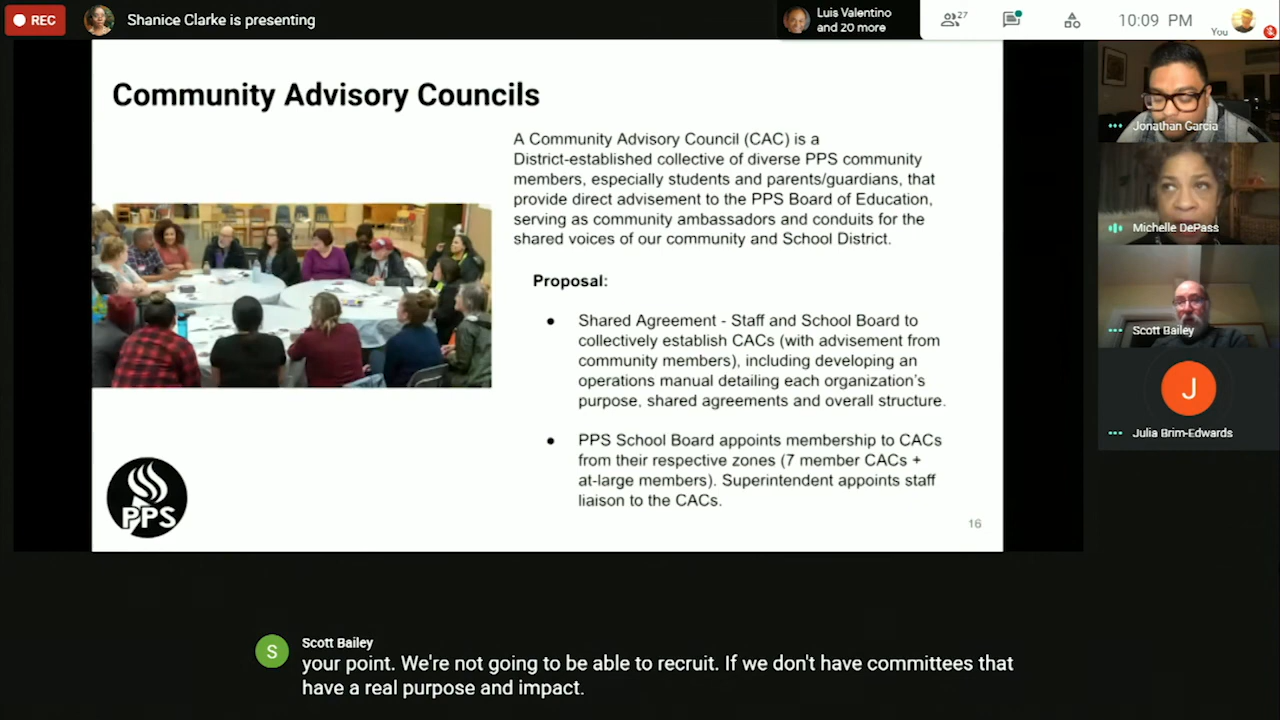 REC
Shanice Clarke is presenting
Luis Valentino
and 20 more
27
10:09 PM
You
Community Advisory Councils
A Community Advisory Council (CAC) is a
District-established collective of diverse PPS community
members, especially students and parents/guardians, that
provide direct advisement to the PPS Board of Education,
serving as community ambassadors and conduits for the
shared voices of our community and School District.
Proposal:
● Shared Agreement - Staff and School Board to
collectively establish CACs (with advisement from
community members), including developing an
operations manual detailing each organization's
purpose, shared agreements and overall structure.
● PPS School Board appoints membership to CACs
from their respective zones (7 member CACs +
at-large members). Superintendent appoints staff
liaison to the CACs.
16
PPS
Jonathan Garcia
Michelle DePass
Scott Bailey
J
Julia Brim-Edwards
S
Scott Bailey
your point. We're not going to be able to recruit. If we don't have committees that
have a real purpose and impact.